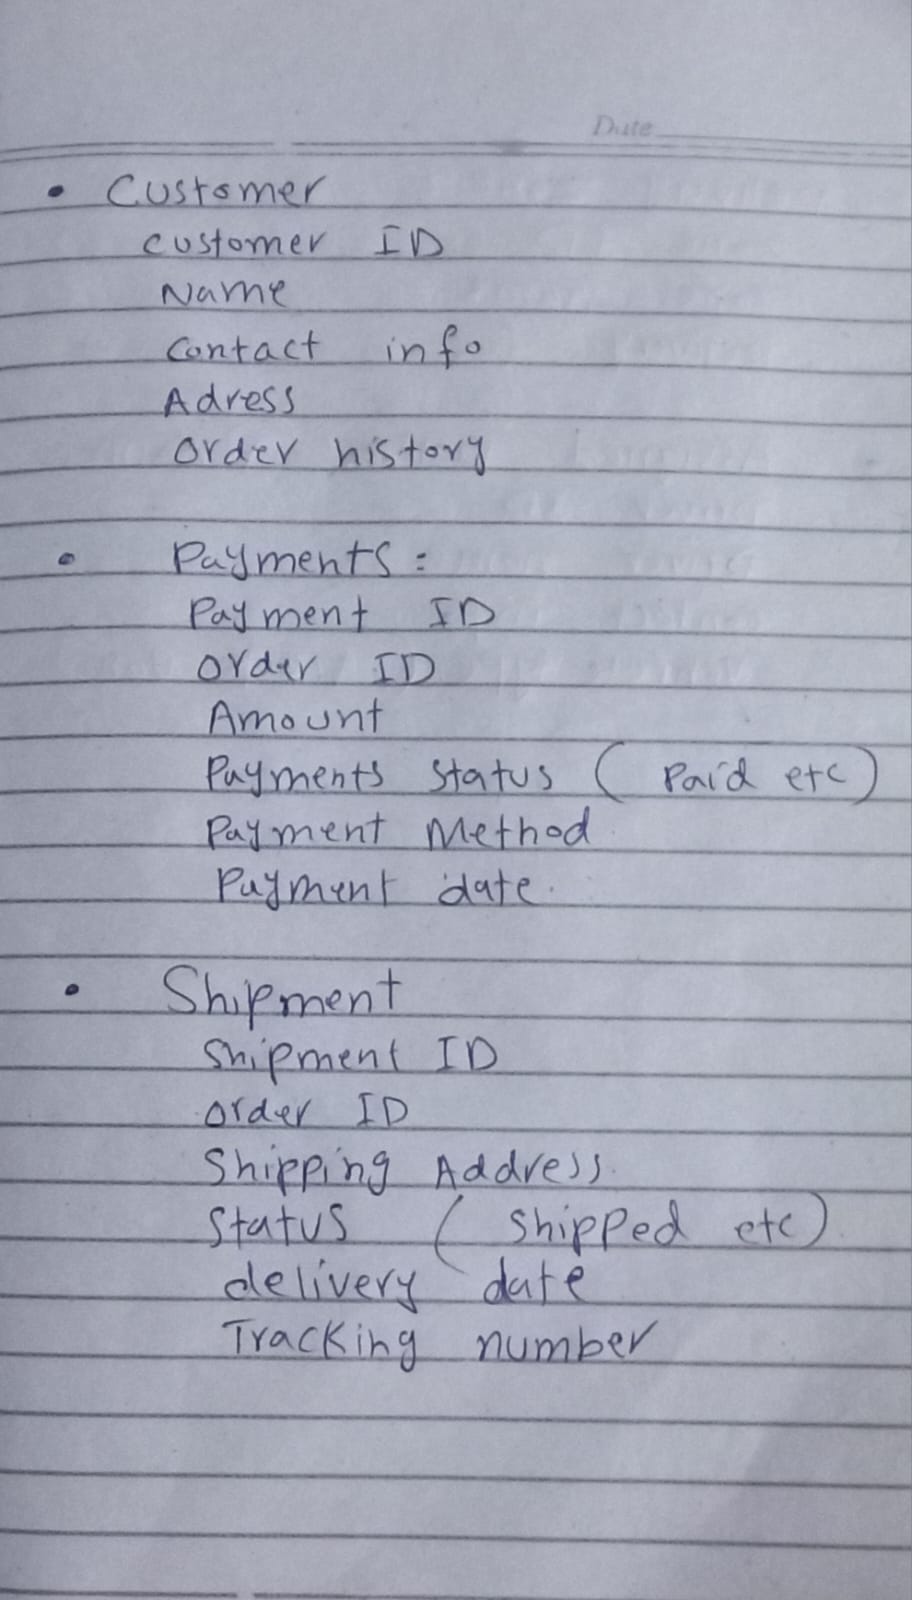 Date
• Customer
Customer ID
Name
Contact info
Adress
Order history
• Payments :
Payment ID
Order ID
Amount
Payments Status ( Paid etc )
Payment Method
Payment date.
• Shipment
Shipment ID
Order ID
Shipping Address.
Status ( Shipped etc )
delivery date
Tracking number